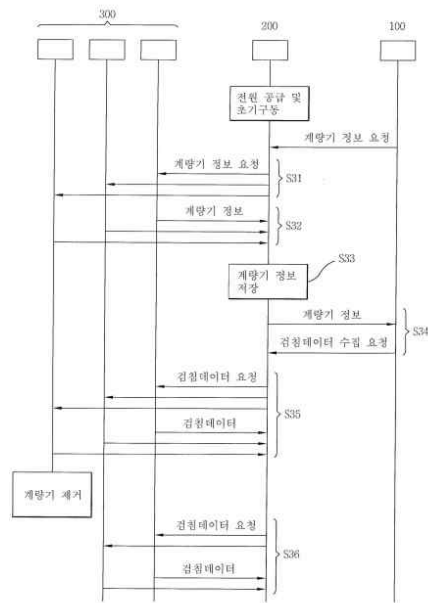 300
200
100
전원 공급 및
초기구동
계량기 정보 요청
계량기 정보 요청
S31
계량기 정보
S32
S33
계량기 정보
저장
계량기 정보
검침데이터 수집 요청
S34
검침데이터 요청
S35
검침데이터
계량기 제거
검침데이터 요청
S36
검침데이터